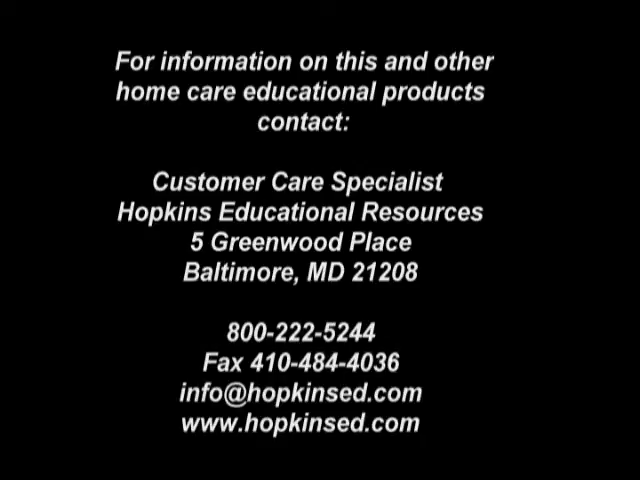 For information on this and other
home care educational products
contact:
Customer Care Specialist
Hopkins Educational Resources
5 Greenwood Place
Baltimore, MD 21208
800-222-5244
Fax 410-484-4036
info@hopkinsed.com
www.hopkinsed.com